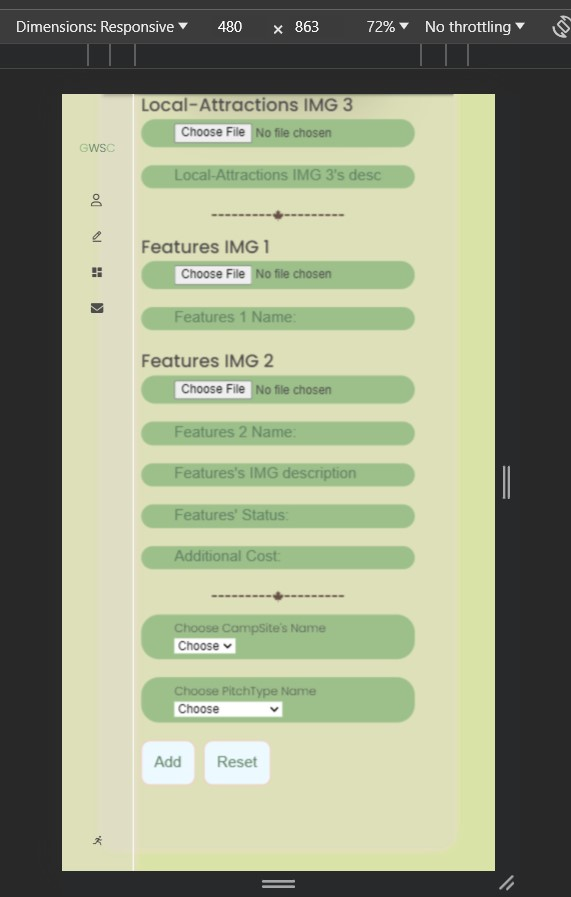 Dimensions: Responsive 480 × 863 72% No throttling
Local-Attractions IMG 3
Choose File No file chosen
GWSC
Local-Attractions IMG 3's desc
Features IMG 1
Choose File No file chosen
Features 1 Name:
Features IMG 2
Choose File No file chosen
Features 2 Name:
Features's IMG description
Features' Status:
Additional Cost:
Choose CampSite's Name
Choose
Choose PitchType Name
Choose
Add Reset